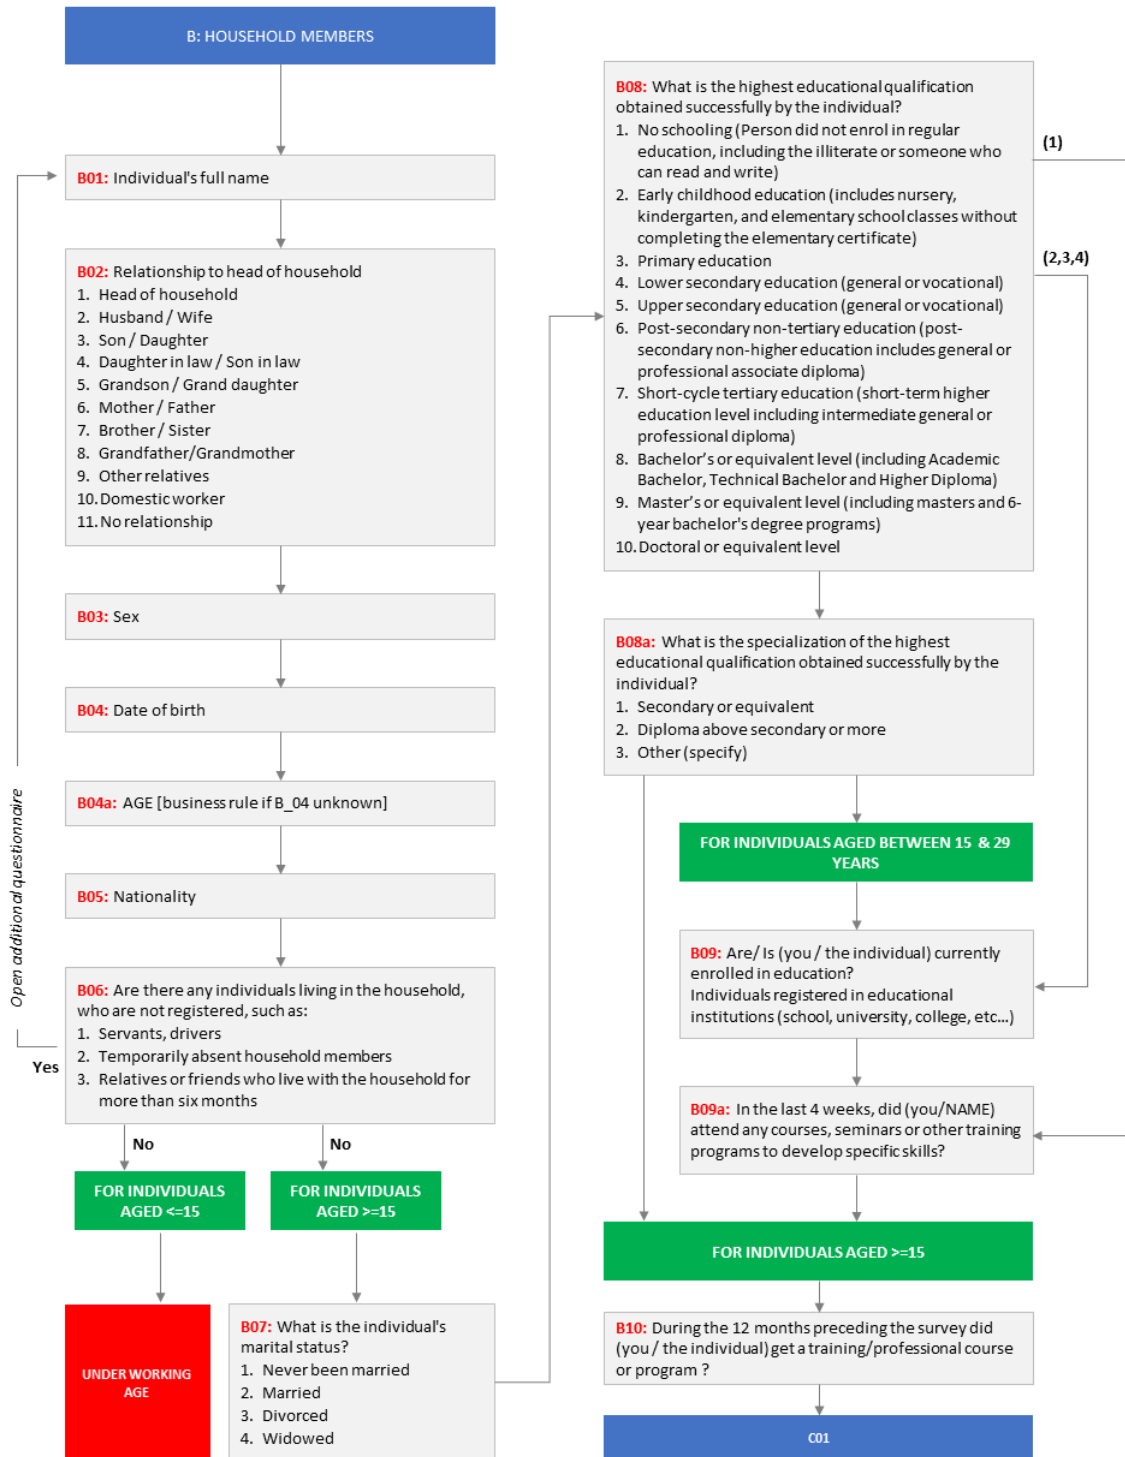 B: HOUSEHOLD MEMBERS
B01: Individual's full name
B02: Relationship to head of household
1. Head of household
2. Husband / Wife
3. Son / Daughter
4. Daughter in law / Son in law
5. Grandson / Grand daughter
6. Mother / Father
7. Brother / Sister
8. Grandfather/Grandmother
9. Other relatives
10. Domestic worker
11. No relationship
B03: Sex
B04: Date of birth
B04a: AGE [business rule if B_04 unknown]
B05: Nationality
B06: Are there any individuals living in the household,
who are not registered, such as:
1. Servants, drivers
2. Temporarily absent household members
3. Relatives or friends who live with the household for
more than six months
Open additional questionnaire
Yes
No
No
FOR INDIVIDUALS
AGED <=15
FOR INDIVIDUALS
AGED >=15
UNDER WORKING
AGE
B07: What is the individual's
marital status?
1. Never been married
2. Married
3. Divorced
4. Widowed
B08: What is the highest educational qualification
obtained successfully by the individual?
1. No schooling (Person did not enrol in regular
education, including the illiterate or someone who
can read and write)
2. Early childhood education (includes nursery,
kindergarten, and elementary school classes without
completing the elementary certificate)
3. Primary education
4. Lower secondary education (general or vocational)
5. Upper secondary education (general or vocational)
6. Post-secondary non-tertiary education (post-
secondary non-higher education includes general or
professional associate diploma)
7. Short-cycle tertiary education (short-term higher
education level including intermediate general or
professional diploma)
8. Bachelor’s or equivalent level (including Academic
Bachelor, Technical Bachelor and Higher Diploma)
9. Master’s or equivalent level (including masters and 6-
year bachelor's degree programs)
10. Doctoral or equivalent level
(1)
(2,3,4)
B08a: What is the specialization of the highest
educational qualification obtained successfully by the
individual?
1. Secondary or equivalent
2. Diploma above secondary or more
3. Other (specify)
FOR INDIVIDUALS AGED BETWEEN 15 & 29
YEARS
B09: Are/ Is (you / the individual) currently
enrolled in education?
Individuals registered in educational
institutions (school, university, college, etc...)
B09a: In the last 4 weeks, did (you/NAME)
attend any courses, seminars or other training
programs to develop specific skills?
FOR INDIVIDUALS AGED >=15
B10: During the 12 months preceding the survey did
(you / the individual) get a training/professional course
or program ?
C01